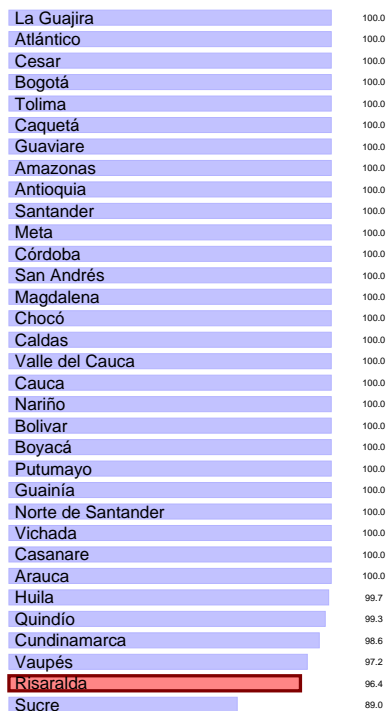 La Guajira 100.0
Atlántico 100.0
Cesar 100.0
Bogotá 100.0
Tolima 100.0
Caquetá 100.0
Guaviare 100.0
Amazonas 100.0
Antioquia 100.0
Santander 100.0
Meta 100.0
Córdoba 100.0
San Andrés 100.0
Magdalena 100.0
Chocó 100.0
Caldas 100.0
Valle del Cauca 100.0
Cauca 100.0
Nariño 100.0
Bolivar 100.0
Boyacá 100.0
Putumayo 100.0
Guainía 100.0
Norte de Santander 100.0
Vichada 100.0
Casanare 100.0
Arauca 100.0
Huila 99.7
Quindío 99.3
Cundinamarca 98.6
Vaupés 97.2
Risaralda 96.4
Sucre 89.0